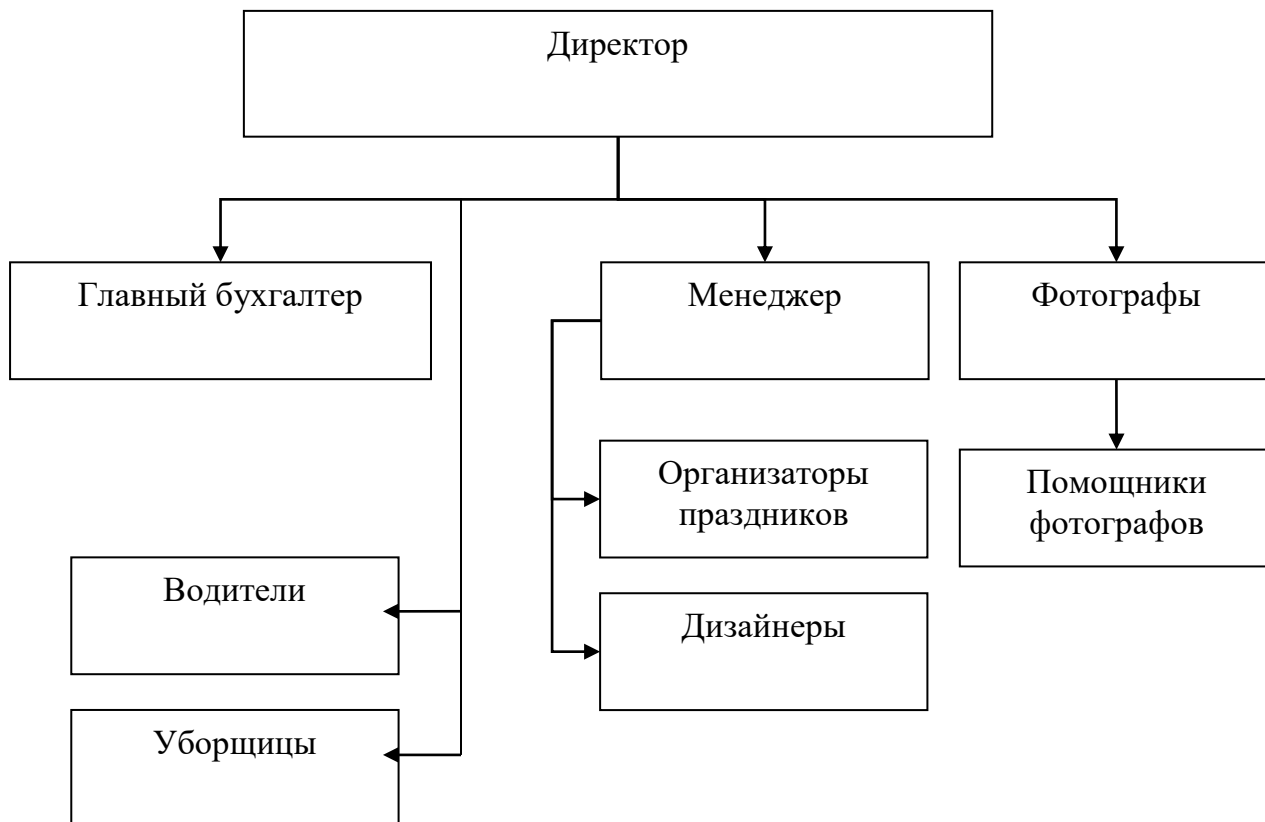 Директор
Главный бухгалтер
Менеджер
Фотографы
Организаторы
праздников
Помощники
фотографов
Водители
Дизайнеры
Уборщицы